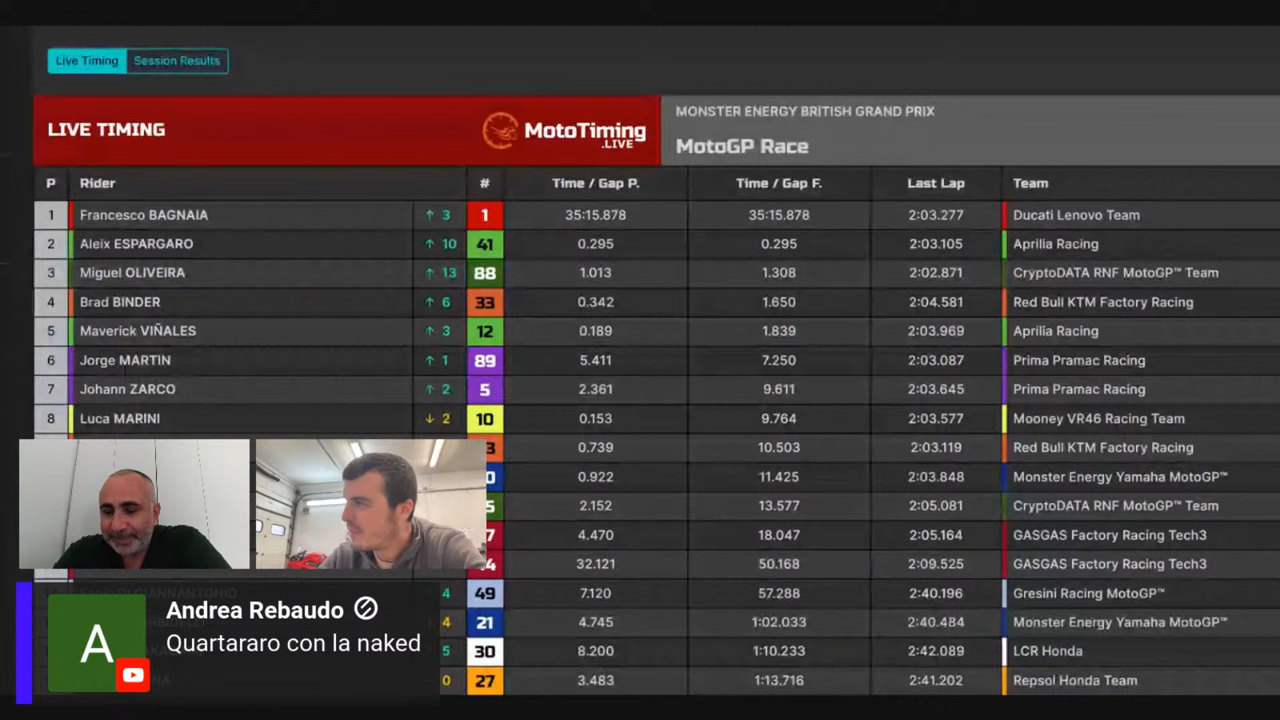 Live Timing Session Results
LIVE TIMING
MotoTiming
.LIVE
MONSTER ENERGY BRITISH GRAND PRIX
MotoGP Race
P Rider # Time / Gap P. Time / Gap F. Last Lap Team
1 Francesco BAGNAIA ↑ 3 1 35:15.878 35:15.878 2:03.277 Ducati Lenovo Team
2 Aleix ESPARGARO ↑ 10 41 0.295 0.295 2:03.105 Aprilia Racing
3 Miguel OLIVEIRA ↑ 13 88 1.013 1.308 2:02.871 CryptoDATA RNF MotoGP™ Team
4 Brad BINDER ↑ 6 33 0.342 1.650 2:04.581 Red Bull KTM Factory Racing
5 Maverick VIÑALES ↑ 3 12 0.189 1.839 2:03.969 Aprilia Racing
6 Jorge MARTIN ↑ 1 89 5.411 7.250 2:03.087 Prima Pramac Racing
7 Johann ZARCO ↑ 2 5 2.361 9.611 2:03.645 Prima Pramac Racing
8 Luca MARINI ↓ 2 10 0.153 9.764 2:03.577 Mooney VR46 Racing Team
3 0.739 10.503 2:03.119 Red Bull KTM Factory Racing
0 0.922 11.425 2:03.848 Monster Energy Yamaha MotoGP™
5 2.152 13.577 2:05.081 CryptoDATA RNF MotoGP™ Team
7 4.470 18.047 2:05.164 GASGAS Factory Racing Tech3
4 32.121 50.168 2:09.525 GASGAS Factory Racing Tech3
4 49 7.120 57.288 2:40.196 Gresini Racing MotoGP™
4 21 4.745 1:02.033 2:40.484 Monster Energy Yamaha MotoGP™
5 30 8.200 1:10.233 2:42.089 LCR Honda
0 27 3.483 1:13.716 2:41.202 Repsol Honda Team
A
Andrea Rebaudo
Quartararo con la naked